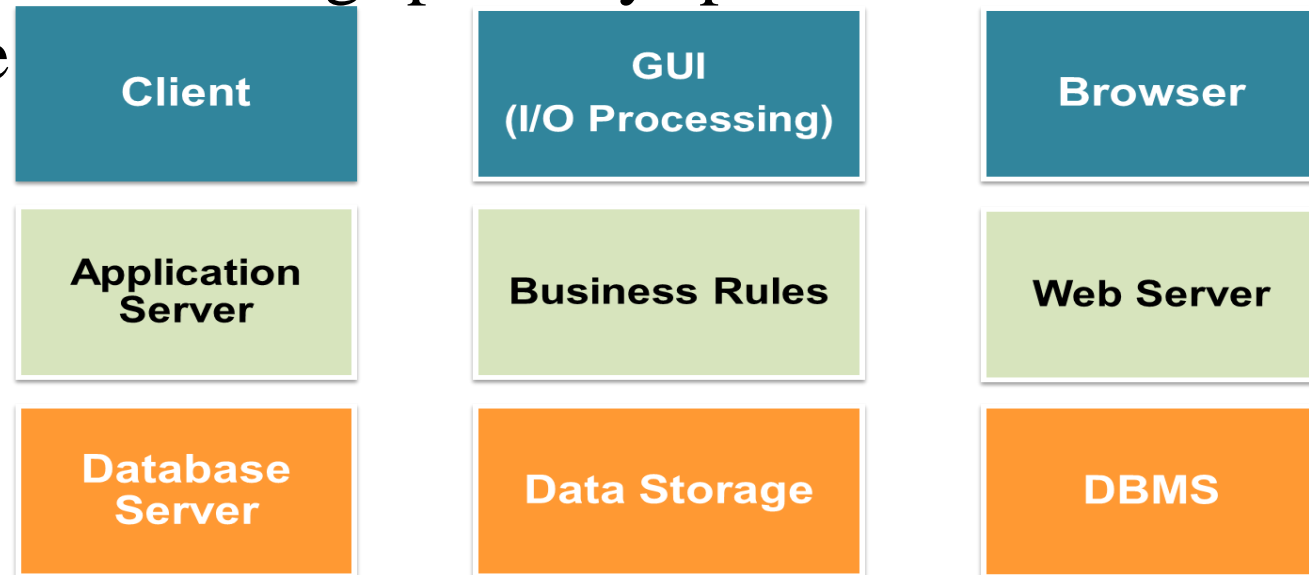 Client
GUI
(I/O Processing)
Browser
Application
Server
Business Rules
Web Server
Database
Server
Data Storage
DBMS